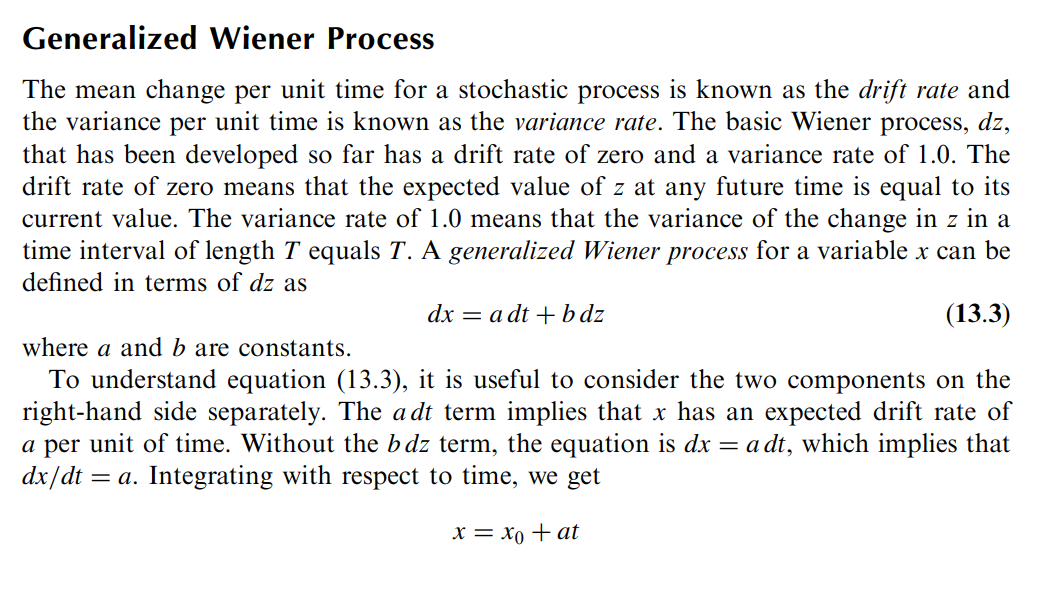 Generalized Wiener Process
The mean change per unit time for a stochastic process is known as the drift rate and
the variance per unit time is known as the variance rate. The basic Wiener process, dz,
that has been developed so far has a drift rate of zero and a variance rate of 1.0. The
drift rate of zero means that the expected value of z at any future time is equal to its
current value. The variance rate of 1.0 means that the variance of the change in z in a
time interval of length T equals T. A generalized Wiener process for a variable x can be
defined in terms of dz as
dx = a dt + b dz (13.3)
where a and b are constants.
To understand equation (13.3), it is useful to consider the two components on the
right-hand side separately. The a dt term implies that x has an expected drift rate of
a per unit of time. Without the b dz term, the equation is dx = a dt, which implies that
dx/dt = a. Integrating with respect to time, we get
x = x₀ + at